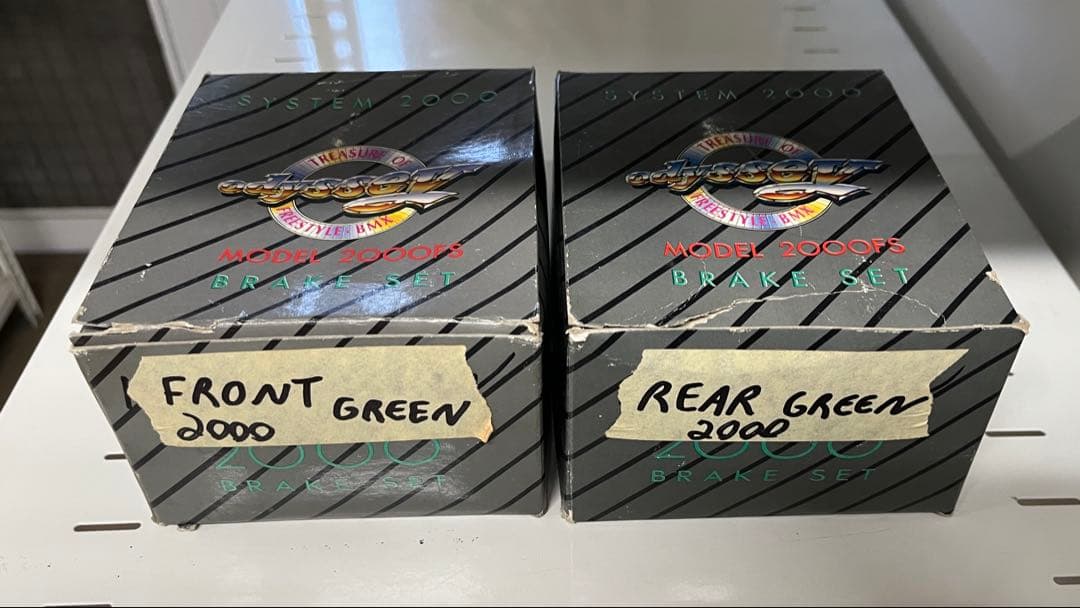 SYSTEM 2000
TREASURE OF
odyssey
FREESTYLE BMX
MODEL 2000FS
BRAKE SET
FRONT GREEN
2000
2000
BRAKE SET
SYSTEM 2000
TREASURE OF
odyssey
FREESTYLE BMX
MODEL 2000FS
BRAKE SET
REAR GREEN
2000
2000
BRAKE SET